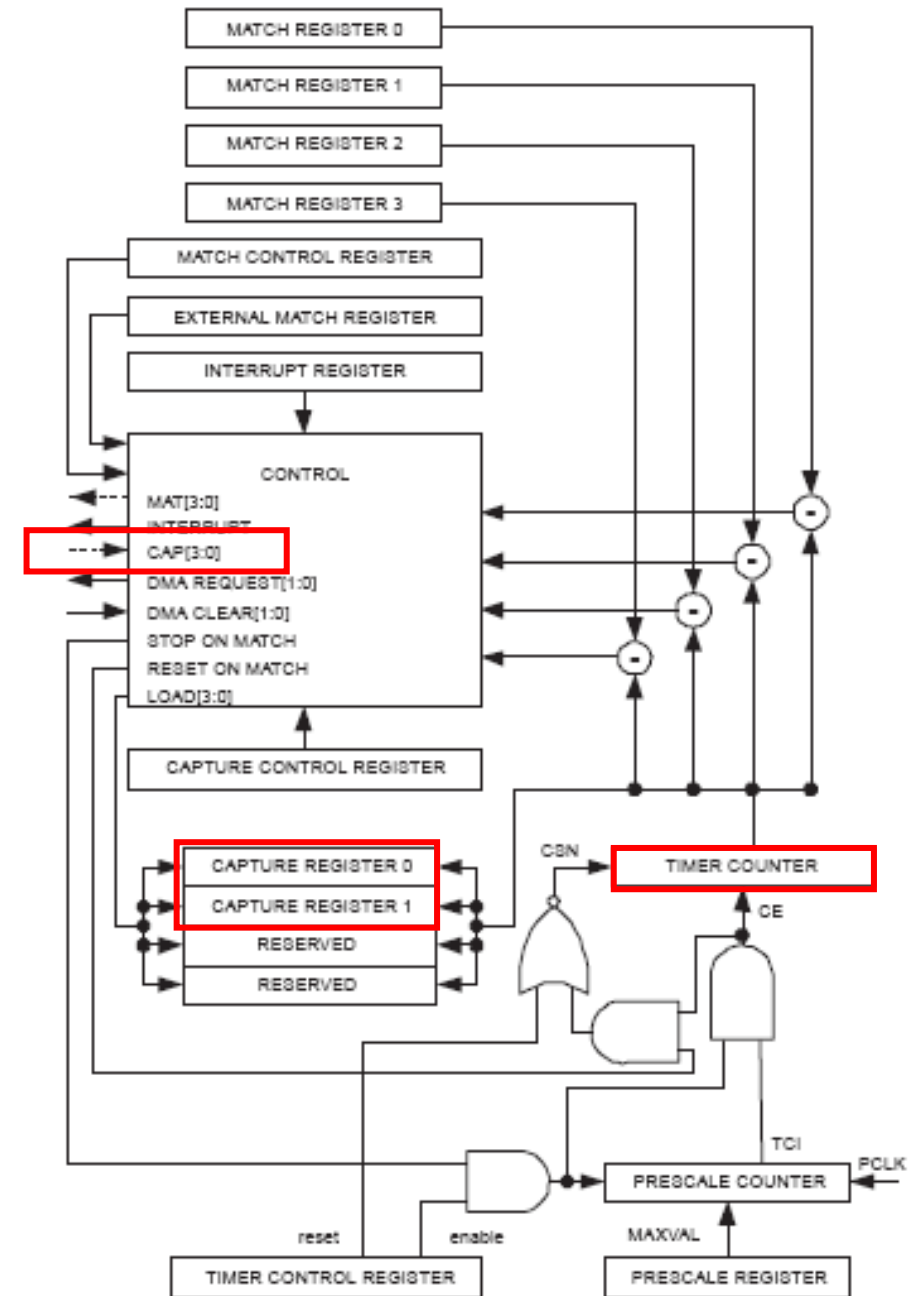 MATCH REGISTER 0
MATCH REGISTER 1
MATCH REGISTER 2
MATCH REGISTER 3
MATCH CONTROL REGISTER
EXTERNAL MATCH REGISTER
INTERRUPT REGISTER
CONTROL
MAT[3:0]
INTERRUPT
CAP[3:0]
DMA REQUEST[1:0]
DMA CLEAR[1:0]
STOP ON MATCH
RESET ON MATCH
LOAD[3:0]
-
-
-
-
CAPTURE CONTROL REGISTER
CAPTURE REGISTER 0
CAPTURE REGISTER 1
RESERVED
RESERVED
CSN
TIMER COUNTER
CE
TCI
PCLK
PRESCALE COUNTER
MAXVAL
reset
enable
TIMER CONTROL REGISTER
PRESCALE REGISTER